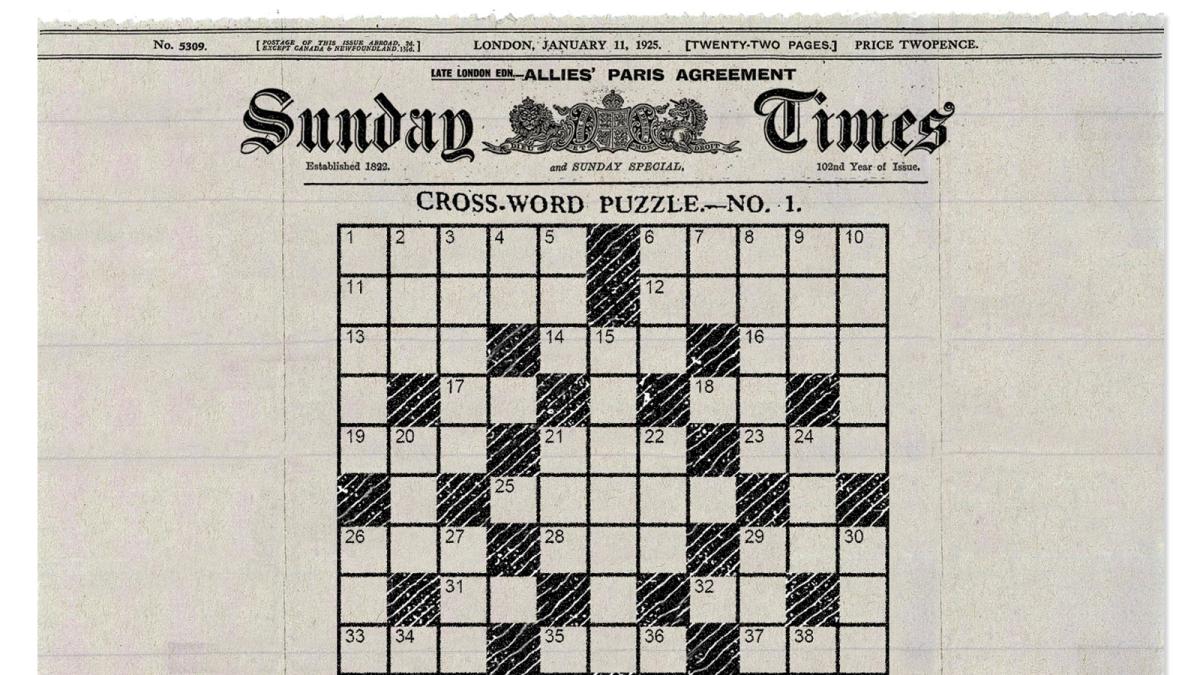 No. 5309.
[POSTAGE OF THIS ISSUE ABROAD, 3d.
EXCEPT CANADA & NEWFOUNDLAND, 1½d.]
LONDON, JANUARY 11, 1925. [TWENTY-TWO PAGES.] PRICE TWOPENCE.
LATE LONDON EDN.—ALLIES' PARIS AGREEMENT
Sunday Times
DIEU ET MON DROIT
Established 1822. and SUNDAY SPECIAL, 102nd Year of Issue.
CROSS-WORD PUZZLE.—NO. 1.
1 2 3 4 5 6 7 8 9 10
11 12
13 14 15 16
17 18
19 20 21 22 23 24
25
26 27 28 29 30
31 32
33 34 35 36 37 38